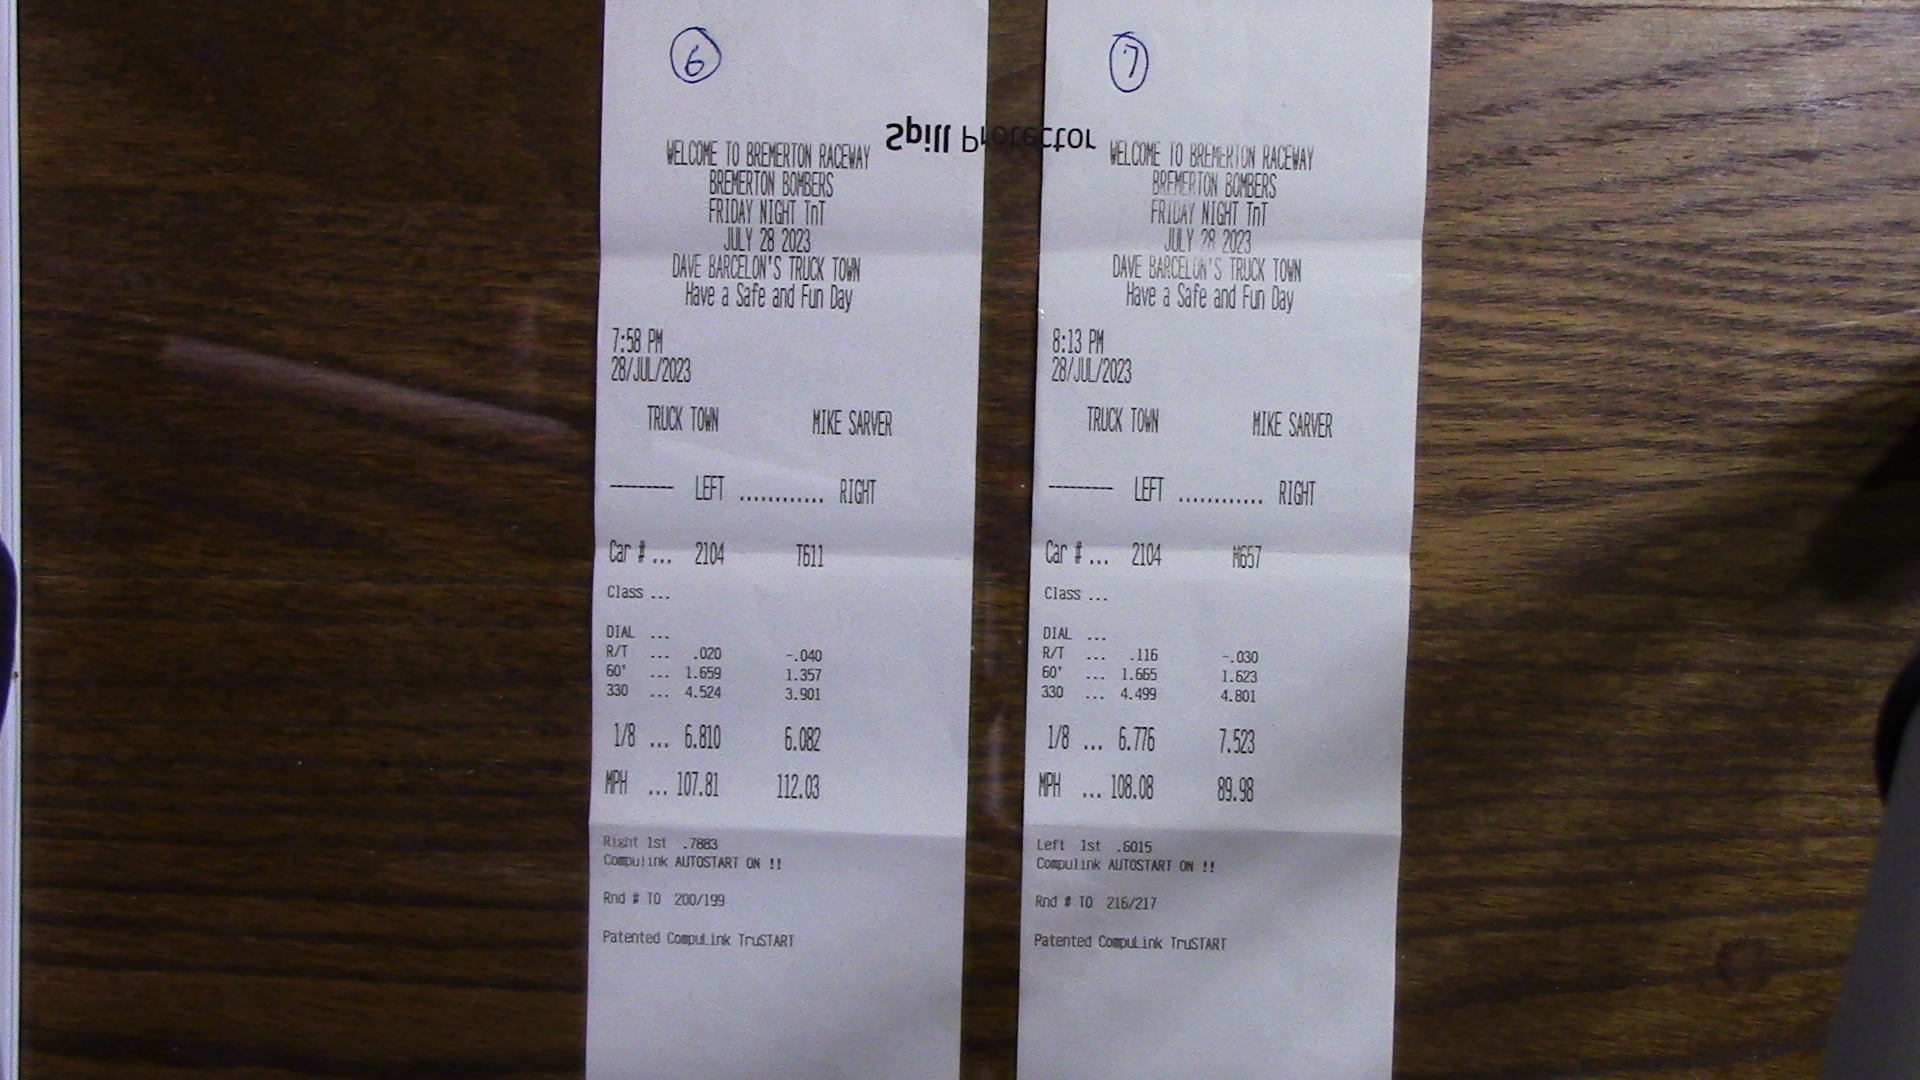 6
WELCOME TO BREMERTON RACEWAY
BREMERTON BOMBERS
FRIDAY NIGHT TnT
JULY 28 2023
DAVE BARCELON'S TRUCK TOWN
Have a Safe and Fun Day
7:58 PM
28/JUL/2023
TRUCK TOWN MIKE SARVER
-------- LEFT ............ RIGHT
Car # ... 2104 T611
Class ...
DIAL ...
R/T ... .020 -.040
60' ... 1.659 1.357
330 ... 4.524 3.901
1/8 ... 6.810 6.082
MPH ... 107.81 112.03
Right 1st .7883
Compulink AUTOSTART ON !!
Rnd # TO 200/199
Patented CompuLink TruSTART
7
WELCOME TO BREMERTON RACEWAY
BREMERTON BOMBERS
FRIDAY NIGHT TnT
JULY 28 2023
DAVE BARCELON'S TRUCK TOWN
Have a Safe and Fun Day
8:13 PM
28/JUL/2023
TRUCK TOWN MIKE SARVER
-------- LEFT ............ RIGHT
Car # ... 2104 M657
Class ...
DIAL ...
R/T ... .116 -.030
60' ... 1.665 1.623
330 ... 4.499 4.801
1/8 ... 6.776 7.523
MPH ... 108.08 89.98
Left 1st .6015
Compulink AUTOSTART ON !!
Rnd # TO 216/217
Patented CompuLink TruSTART
Spill Protector